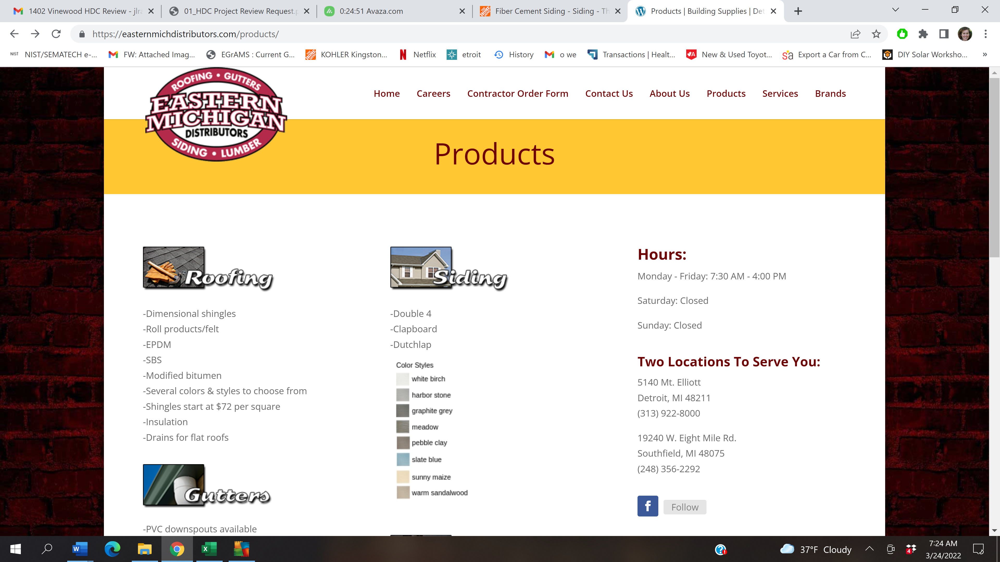 1402 Vinewood HDC Review - jlra
01_HDC Project Review Request.p
0:24:51 Avaza.com
Fiber Cement Siding - Siding - Th
Products | Building Supplies | Det
https://easternmichdistributors.com/products/
NIST NIST/SEMATECH e-...
FW: Attached Imag...
EGrAMS : Current G...
KOHLER Kingston...
Netflix
etroit
History
o we
Transactions | Healt...
New & Used Toyot...
sa Export a Car from C...
DIY Solar Worksho...
»
ROOFING • GUTTERS
EASTERN
MICHIGAN
DISTRIBUTORS
SIDING • LUMBER
Home Careers Contractor Order Form Contact Us About Us Products Services Brands
Products
Roofing
-Dimensional shingles
-Roll products/felt
-EPDM
-SBS
-Modified bitumen
-Several colors & styles to choose from
-Shingles start at $72 per square
-Insulation
-Drains for flat roofs
Gutters
-PVC downspouts available
Siding
-Double 4
-Clapboard
-Dutchlap
Color Styles
white birch
harbor stone
graphite grey
meadow
pebble clay
slate blue
sunny maize
warm sandalwood
Hours:
Monday - Friday: 7:30 AM - 4:00 PM
Saturday: Closed
Sunday: Closed
Two Locations To Serve You:
5140 Mt. Elliott
Detroit, MI 48211
(313) 922-8000
19240 W. Eight Mile Rd.
Southfield, MI 48075
(248) 356-2292
f Follow
37°F Cloudy
4
7:24 AM
3/24/2022